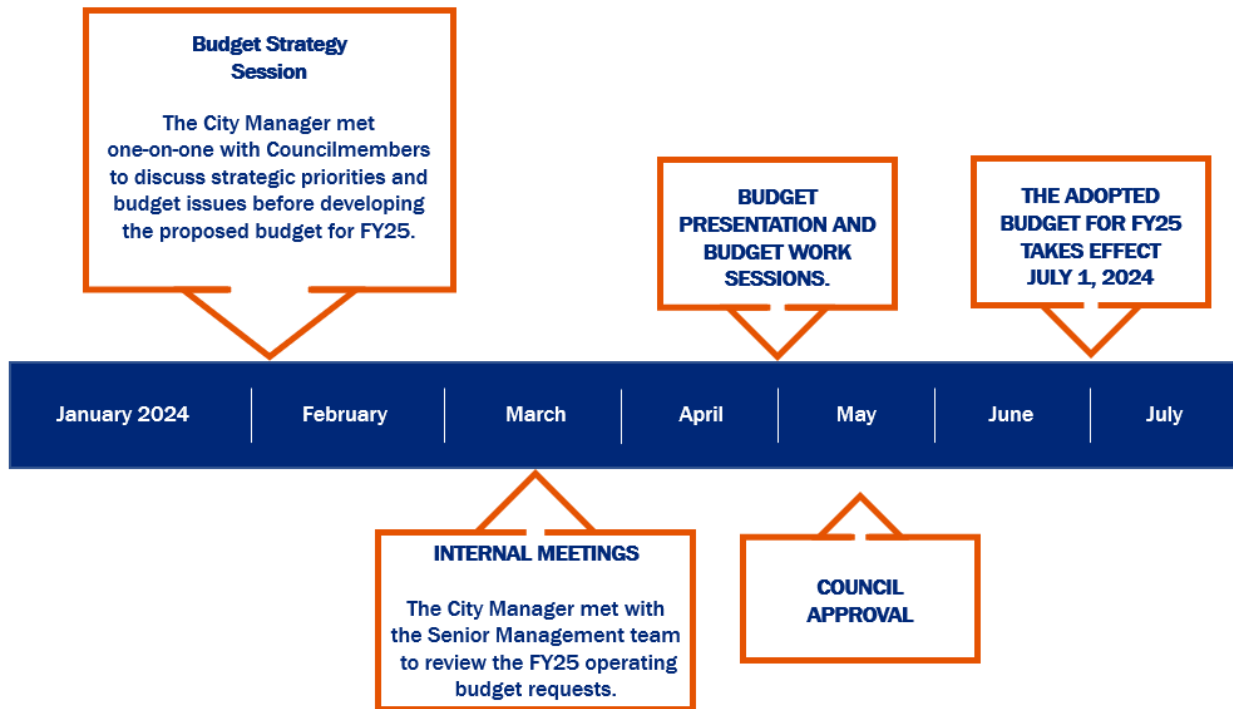 Budget Strategy
Session
The City Manager met
one-on-one with Councilmembers
to discuss strategic priorities and
budget issues before developing
the proposed budget for FY25.
BUDGET
PRESENTATION AND
BUDGET WORK
SESSIONS.
THE ADOPTED
BUDGET FOR FY25
TAKES EFFECT
JULY 1, 2024
January 2024
February
March
April
May
June
July
INTERNAL MEETINGS
The City Manager met with
the Senior Management team
to review the FY25 operating
budget requests.
COUNCIL
APPROVAL